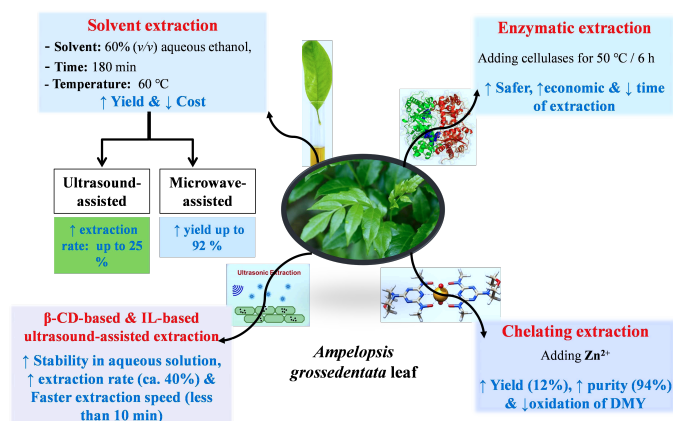 Solvent extraction
- Solvent: 60% (v/v) aqueous ethanol,
- Time: 180 min
- Temperature: 60 ℃
↑ Yield & ↓ Cost
Ultrasound-
assisted
Microwave-
assisted
↑ extraction
rate: up to 25
%
↑ yield up to
92 %
Enzymatic extraction
Adding cellulases for 50 ℃ / 6 h
↑ Safer, ↑economic & ↓ time
of extraction
Ultrasonic Extraction
β-CD-based & IL-based
ultrasound-assisted extraction
↑ Stability in aqueous solution,
↑ extraction rate (ca. 40%) &
Faster extraction speed (less
than 10 min)
Ampelopsis
grossedentata leaf
Chelating extraction
Adding Zn²⁺
↑ Yield (12%), ↑ purity (94%)
& ↓oxidation of DMY